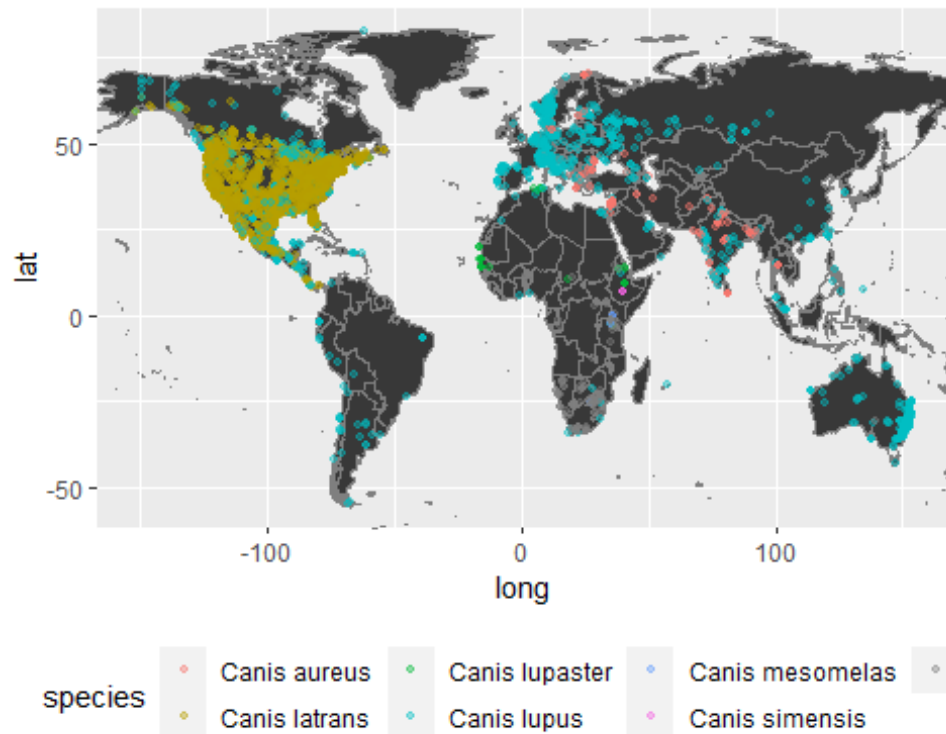 50
0
-50
lat
-100
0
100
long
species
Canis aureus
Canis lupaster
Canis mesomelas
Canis latrans
Canis lupus
Canis simensis